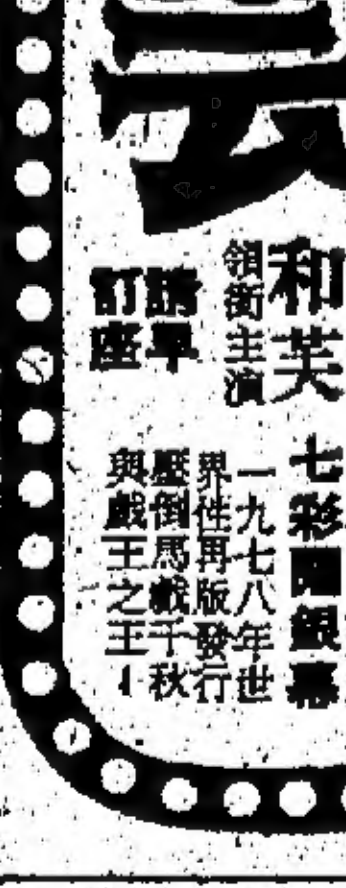 和芙
領銜主演
請早
訂座
七彩闊銀幕
一九七八年世
界性再版發行
壓倒馬戲千秋
與戲王之王!